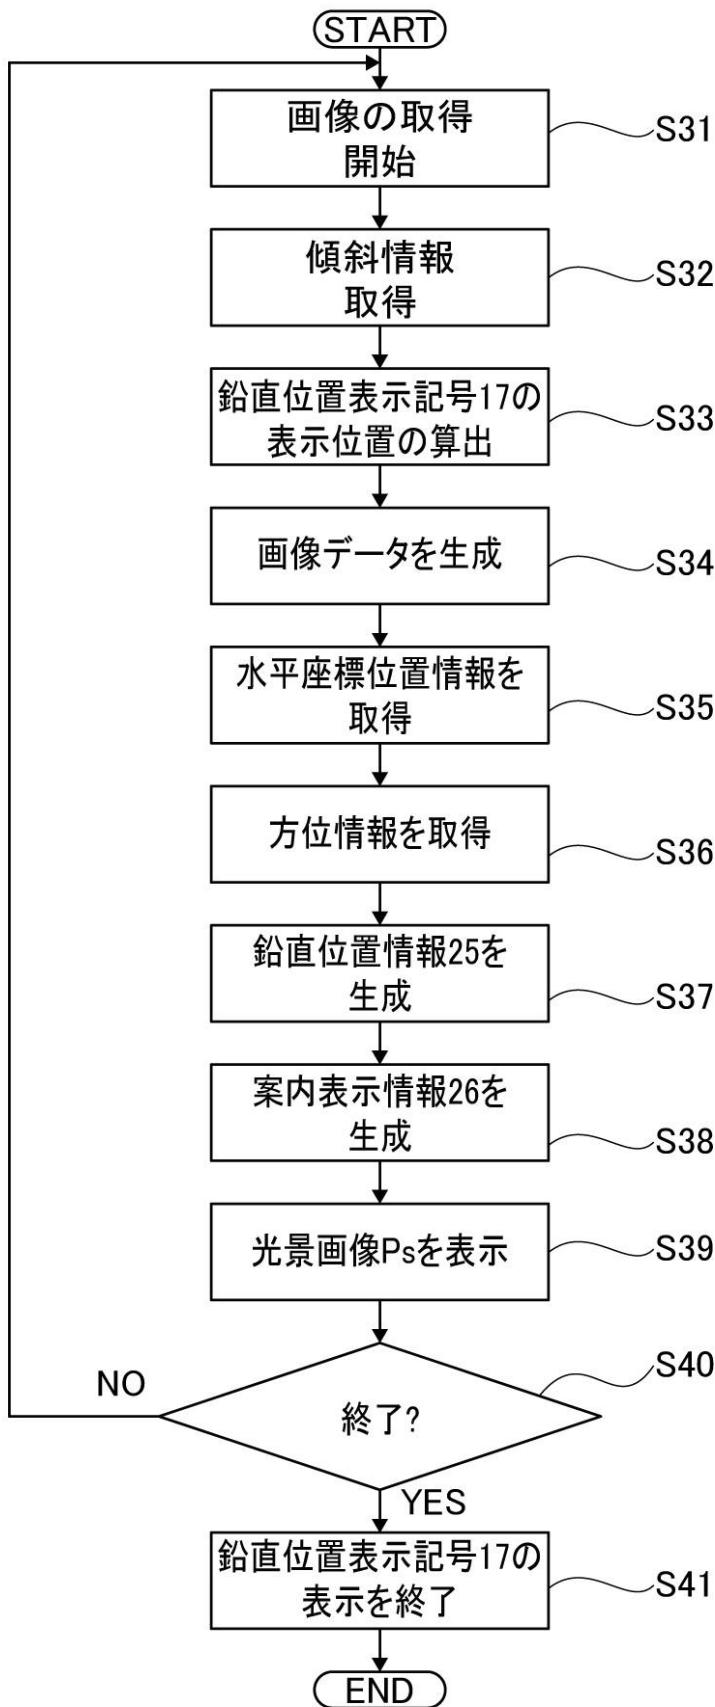 START
画像の取得
開始
S31
傾斜情報
取得
S32
鉛直位置表示記号17の
表示位置の算出
S33
画像データを生成
S34
水平座標位置情報を
取得
S35
方位情報を取得
S36
鉛直位置情報25を
生成
S37
案内表示情報26を
生成
S38
光景画像Psを表示
S39
NO
終了?
S40
YES
鉛直位置表示記号17の
表示を終了
S41
END